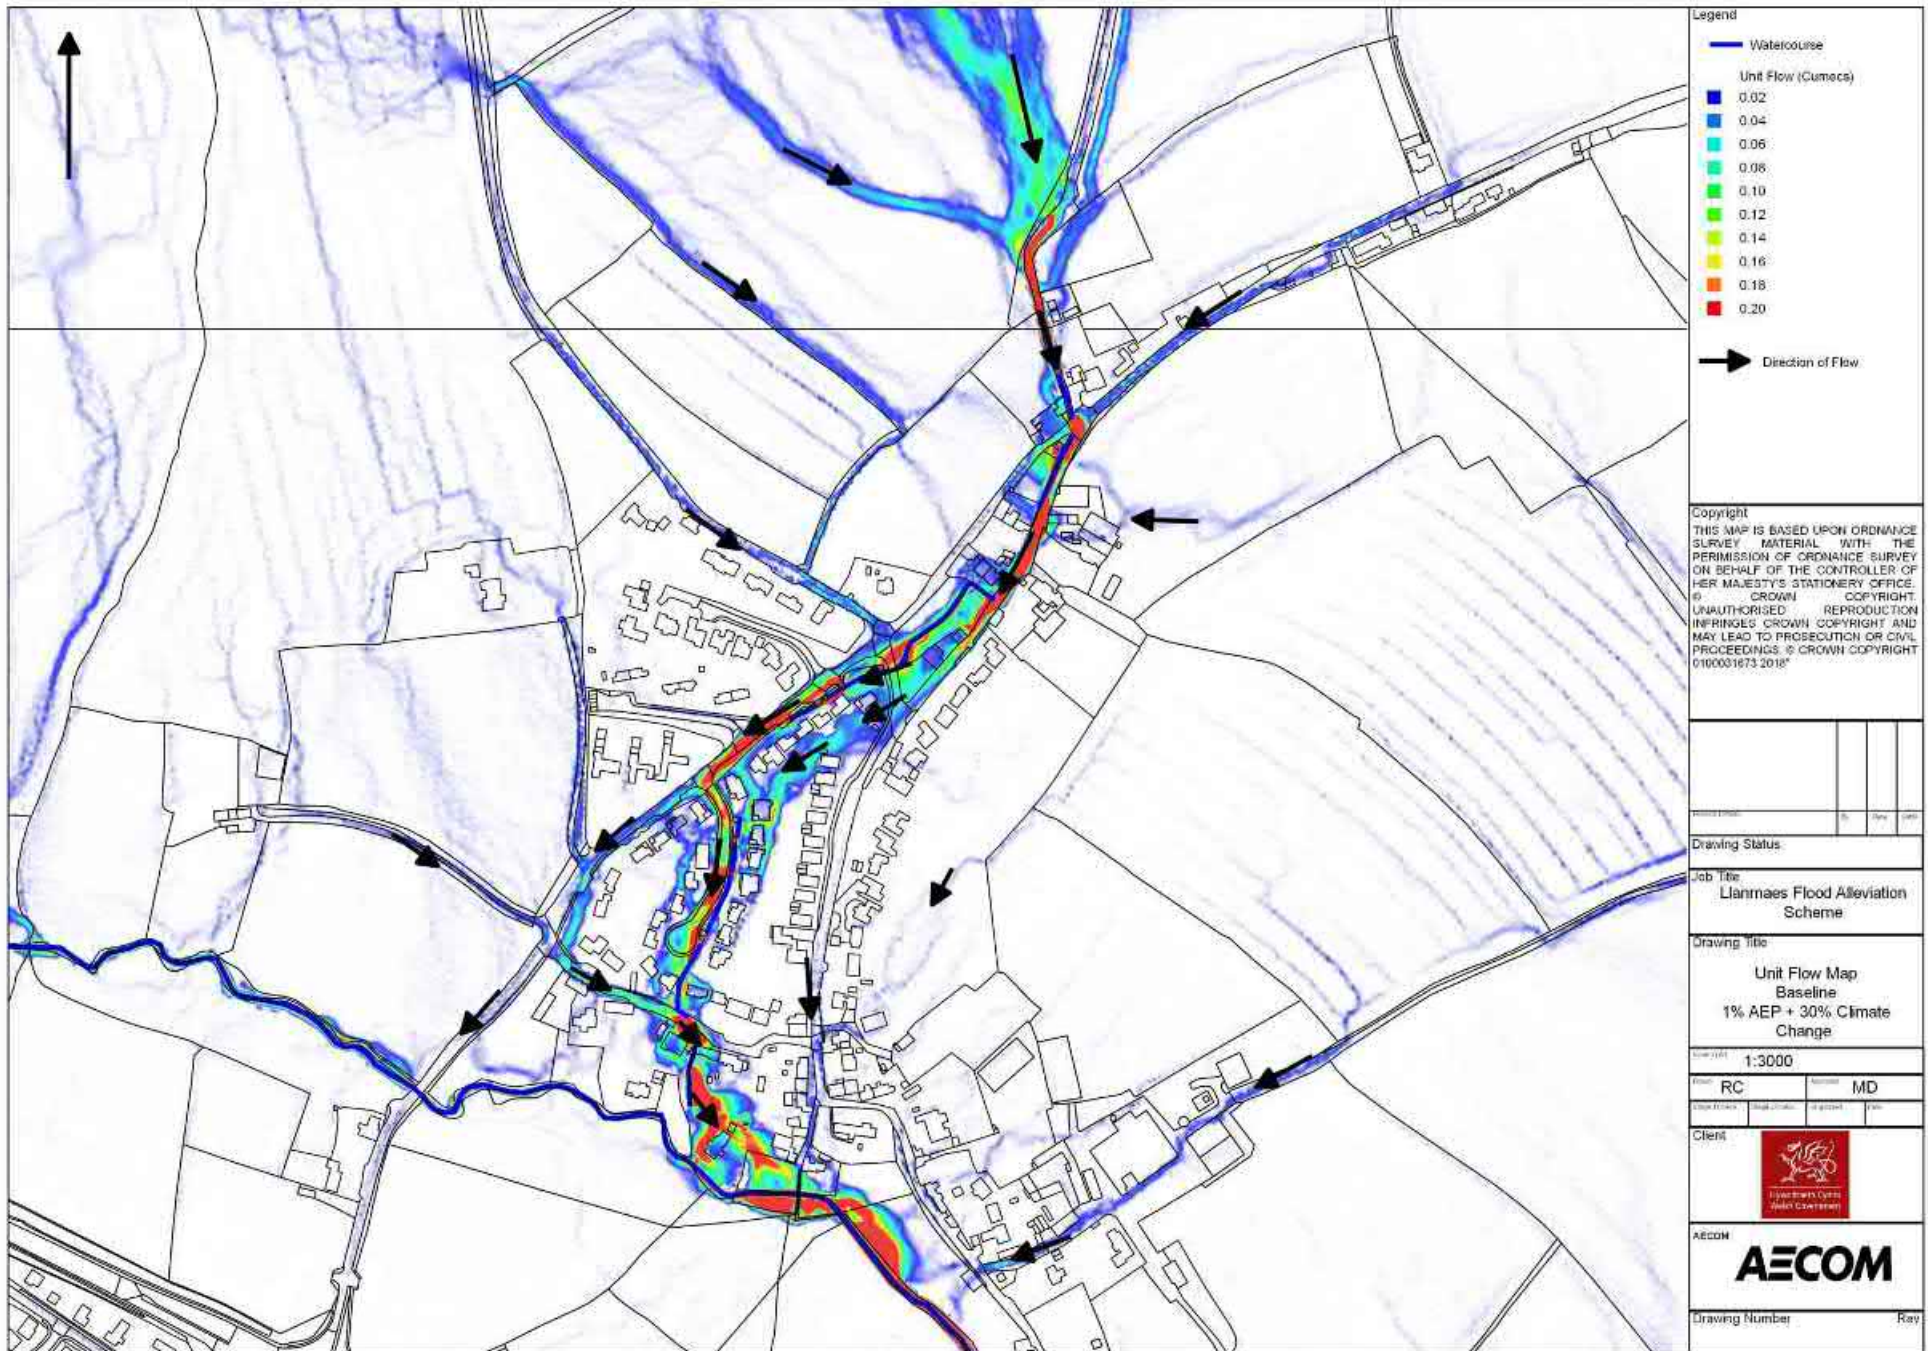 Legend
Watercourse
Unit Flow (Cumecs)
0.02
0.04
0.06
0.08
0.10
0.12
0.14
0.16
0.18
0.20
Direction of Flow
Copyright
THIS MAP IS BASED UPON ORDNANCE
SURVEY MATERIAL WITH THE
PERIMISSION OF ORDNANCE SURVEY
ON BEHALF OF THE CONTROLLER OF
HER MAJESTY'S STATIONERY OFFICE.
© CROWN COPYRIGHT.
UNAUTHORISED REPRODUCTION
INFRINGES CROWN COPYRIGHT AND
MAY LEAD TO PROSECUTION OR CIVIL
PROCEEDINGS. © CROWN COPYRIGHT
0100031673 2018"
Drawing Status
Job Title
Llanmaes Flood Alleviation
Scheme
Drawing Title
Unit Flow Map
Baseline
1% AEP + 30% Climate
Change
1:3000
RC MD
Client
Llywodraeth Cymru
Welsh Government
AECOM
AECOM
Drawing Number Rev